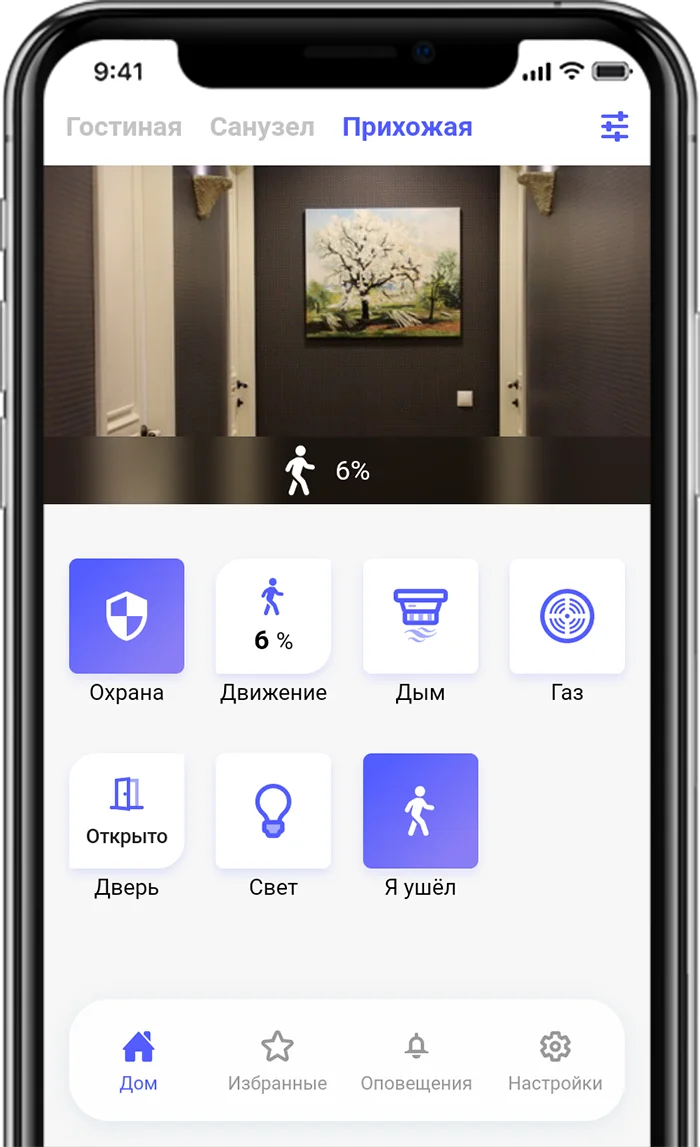 9:41
Гостиная Санузел Прихожая
6%
6 %
Охрана Движение Дым Газ
Открыто
Дверь Свет Я ушёл
Дом Избранные Оповещения Настройки